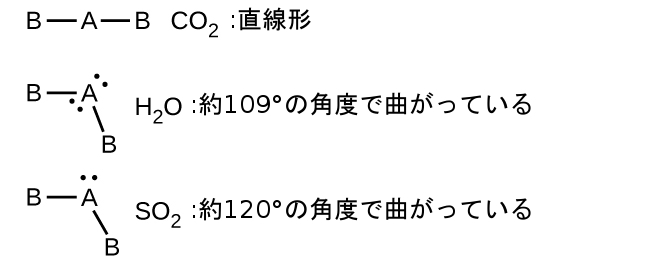 B—A—B CO2 :直線形
B—A
B
H2O :約109°の角度で曲がっている
B—A
B
SO2 :約120°の角度で曲がっている